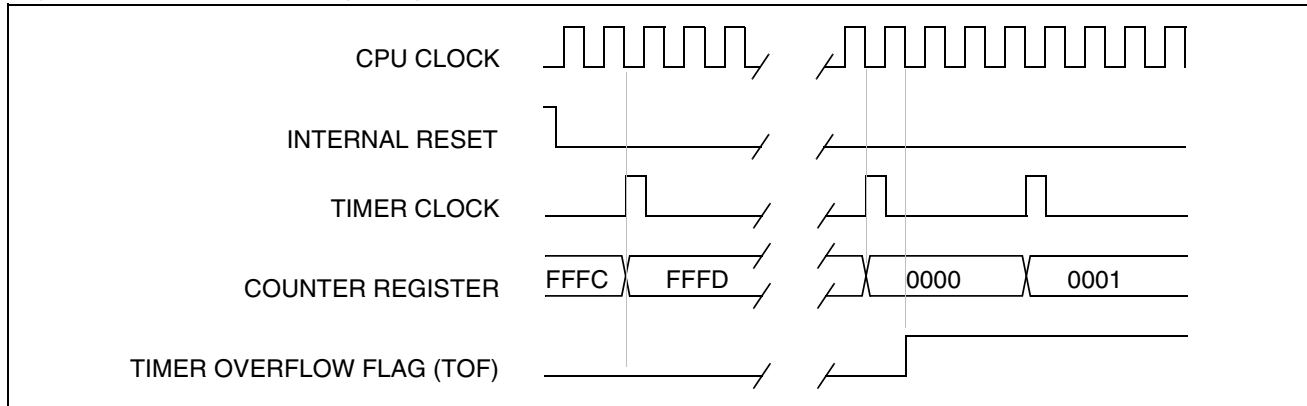 CPU CLOCK
INTERNAL RESET
TIMER CLOCK
COUNTER REGISTER
FFFC
FFFD
0000
0001
TIMER OVERFLOW FLAG (TOF)